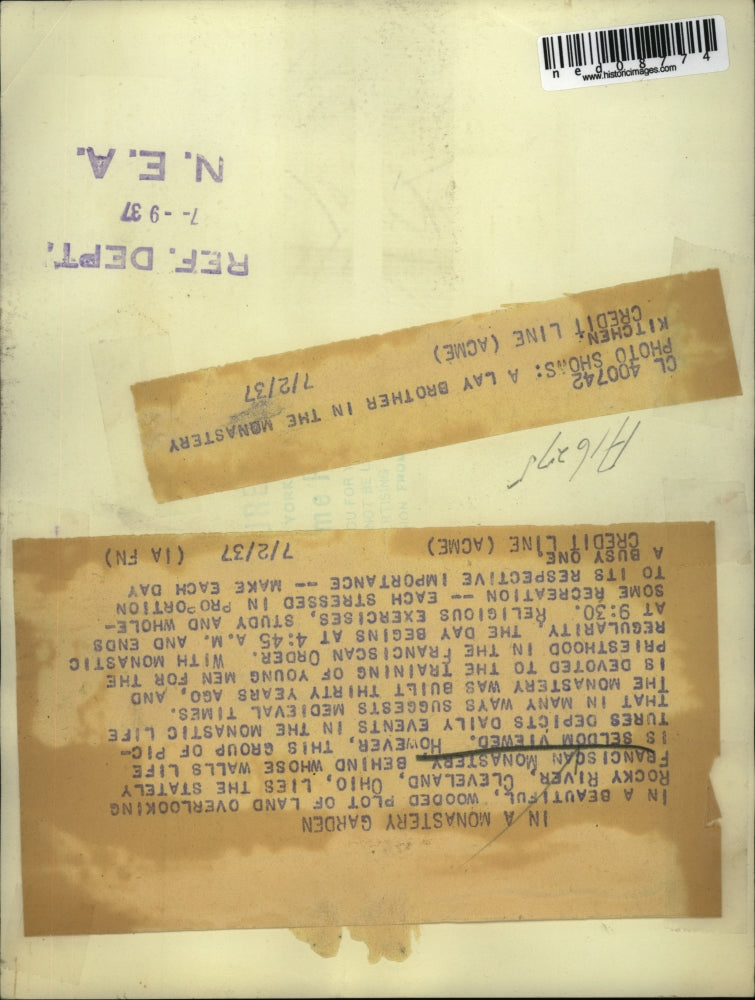 ned08774
www.historicimages.com
IN A MONASTERY GARDEN
IN A BEAUTIFUL, WOODED PLOT OF LAND OVERLOOKING
ROCKY RIVER, CLEVELAND, OHIO, LIES THE STATELY
FRANCISCAN MONASTERY BEHIND WHOSE WALLS LIFE
IS SELDOM VIEWED. HOWEVER, THIS GROUP OF PIC-
TURES DEPICTS DAILY EVENTS IN THE MONASTIC LIFE
THAT IN MANY WAYS SUGGESTS MEDIEVAL TIMES.
THE MONASTERY WAS BUILT THIRTY YEARS AGO, AND
IS DEVOTED TO THE TRAINING OF YOUNG MEN FOR THE
PRIESTHOOD IN THE FRANCISCAN ORDER. WITH MONASTIC
REGULARITY, THE DAY BEGINS AT 4:45 A.M. AND ENDS
AT 9:30. RELIGIOUS EXERCISES, STUDY AND WHOLE-
SOME RECREATION -- EACH STRESSED IN PROPORTION
TO ITS RESPECTIVE IMPORTANCE -- MAKE EACH DAY
A BUSY ONE.
CREDIT LINE (ACME) 7/2/37 (IA FN)
A16275
CL 400742
PHOTO SHOWS: A LAY BROTHER IN THE MONASTERY
KITCHEN.
CREDIT LINE (ACME) 7/2/37
REF. DEPT.
7--9 37
N.E.A.